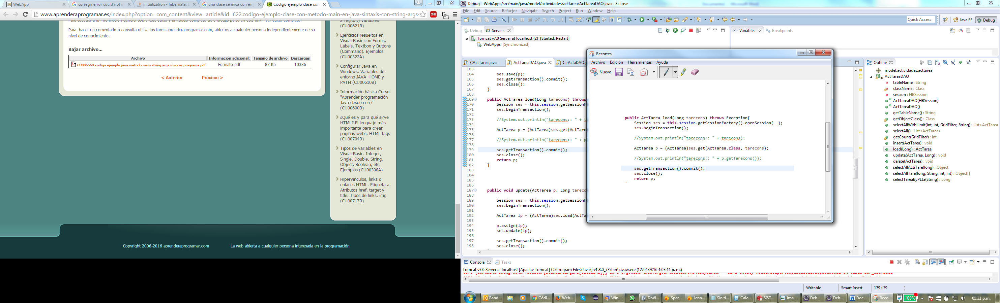 WebApp
corregir error could not in
initialization - hibernate: l
una clase se inica con en j
Código ejemplo clase con
www.aprenderaprogramar.es/index.php?option=com_content&view=article&id=622:codigo-ejemplo-clase-con-metodo-main-en-java-sintaxis-con-string-args-
Para hacer un comentario o consulta utiliza los foros aprenderaprogramar.com, abiertos a cualquier persona independientemente de su
nivel de conocimiento.
Bajar archivo...
Archivo Información adicional: Tamaño de archivo Descargas
CU00656B codigo ejemplo java metodo main string args invocar programa.pdf Formato pdf 87 Kb 10336
< Anterior Próximo >
(CU00621B)
Ejercicios resueltos en
Visual Basic con Forms,
Labels, Textbox y Buttons
(Command). Ejemplos
(CU00322A)
Configurar Java en
Windows. Variables de
entorno JAVA_HOME y
PATH (CU00610B)
Información básica Curso
"Aprender programación
Java desde cero"
(CU00600B)
¿Qué es y para qué sirve
HTML? El lenguaje más
importante para crear
páginas webs. HTML tags
(CU00704B)
Tipos de variables en
Visual Basic. Integer,
Single, Double, String,
Object, Boolean, etc.
Ejemplos (CU00308A)
Hipervínculos, links o
enlaces HTML. Etiqueta a.
Atributos href, target y
title. Tipos de links. img
(CU00717B)
Copyright 2006-2016 aprenderaprogramar.com La web abierta a cualquier persona interesada en la programación
Debug - WebApps/src/main/java/model/actividades/acttarea/ActTareaDAO.java - Eclipse
File Edit Source Refactor Navigate Search Project Run Window Help
Quick Access Java EE Debug
Debug Servers
Tomcat v7.0 Server at localhost (2) [Started, Restart]
WebApps [Synchronized]
(x)= Variables Breakpoints
CActTarea.java ActTareaDAO.java CirActaDAO.j
163
164 ses.save(p);
165 ses.getTransaction().commit();
166 ses.close();
167 }
168
169 public ActTarea load(Long tarecons) throws
170 Session ses = this.session.getSessionF
171 ses.beginTransaction();
172
173 //System.out.println("tarecons:: " + t
174
175 ActTarea p = (ActTarea)ses.get(ActTare
176
177 //System.out.println("tarecons:: " + p
178
179 ses.getTransaction().commit();
180 ses.close();
181 return p;
182 }
183
184
185
186
187 public void update(ActTarea p, Long tareco
188
189 Session ses = this.session.getSessionF
190 ses.beginTransaction();
191
192 ActTarea lp = (ActTarea)ses.load(ActTa
193
194 p.assign(lp);
195 ses.update(lp);
196
197 ses.getTransaction().commit();
198 ses.close();
Recortes
Archivo Edición Herramientas Ayuda
Nuevo
public ActTarea load(Long tarecons) throws Exception{
Session ses = this.session.getSessionFactory().openSession( );
ses.beginTransaction();
//System.out.println("tarecons:: " + tarecons);
ActTarea p = (ActTarea)ses.get(ActTarea.class, tarecons);
//System.out.println("tarecons:: " + p.getTarecons());
ses.getTransaction().commit();
ses.close();
return p;
Outline
model.actividades.acttarea
ActTareaDAO
tableName : String
className : Class
session : HBSession
ActTareaDAO(HBSession)
ActTareaDAO()
getTableName() : String
getObjectClass() : Class
selectAllWithLimit(int, int, GridFilter, String) : List<ActTarea
selectAll() : List<ActTarea>
getCount(GridFilter) : int
insert(ActTarea) : void
load(Long) : ActTarea
update(ActTarea, Long) : void
delete(ActTarea) : void
selectAllActiTare(long) : Object
selectAllTare(long, String, int, int) : Object[]
selectTareaByPLta(String) : Long
Console Tasks
Tomcat v7.0 Server at localhost [Apache Tomcat] C:\Program Files\Java\jre1.8.0_73\bin\javaw.exe (12/04/2016 4:03:44 p. m.)
Writable Smart Insert 179 : 39
Band... Códi... Web... Win... DbVi... Spar... Jenn... Sin tí... Calc... SIST... ima... Deb... Deb... Doc... Reco... 100% 05:31 p.m.